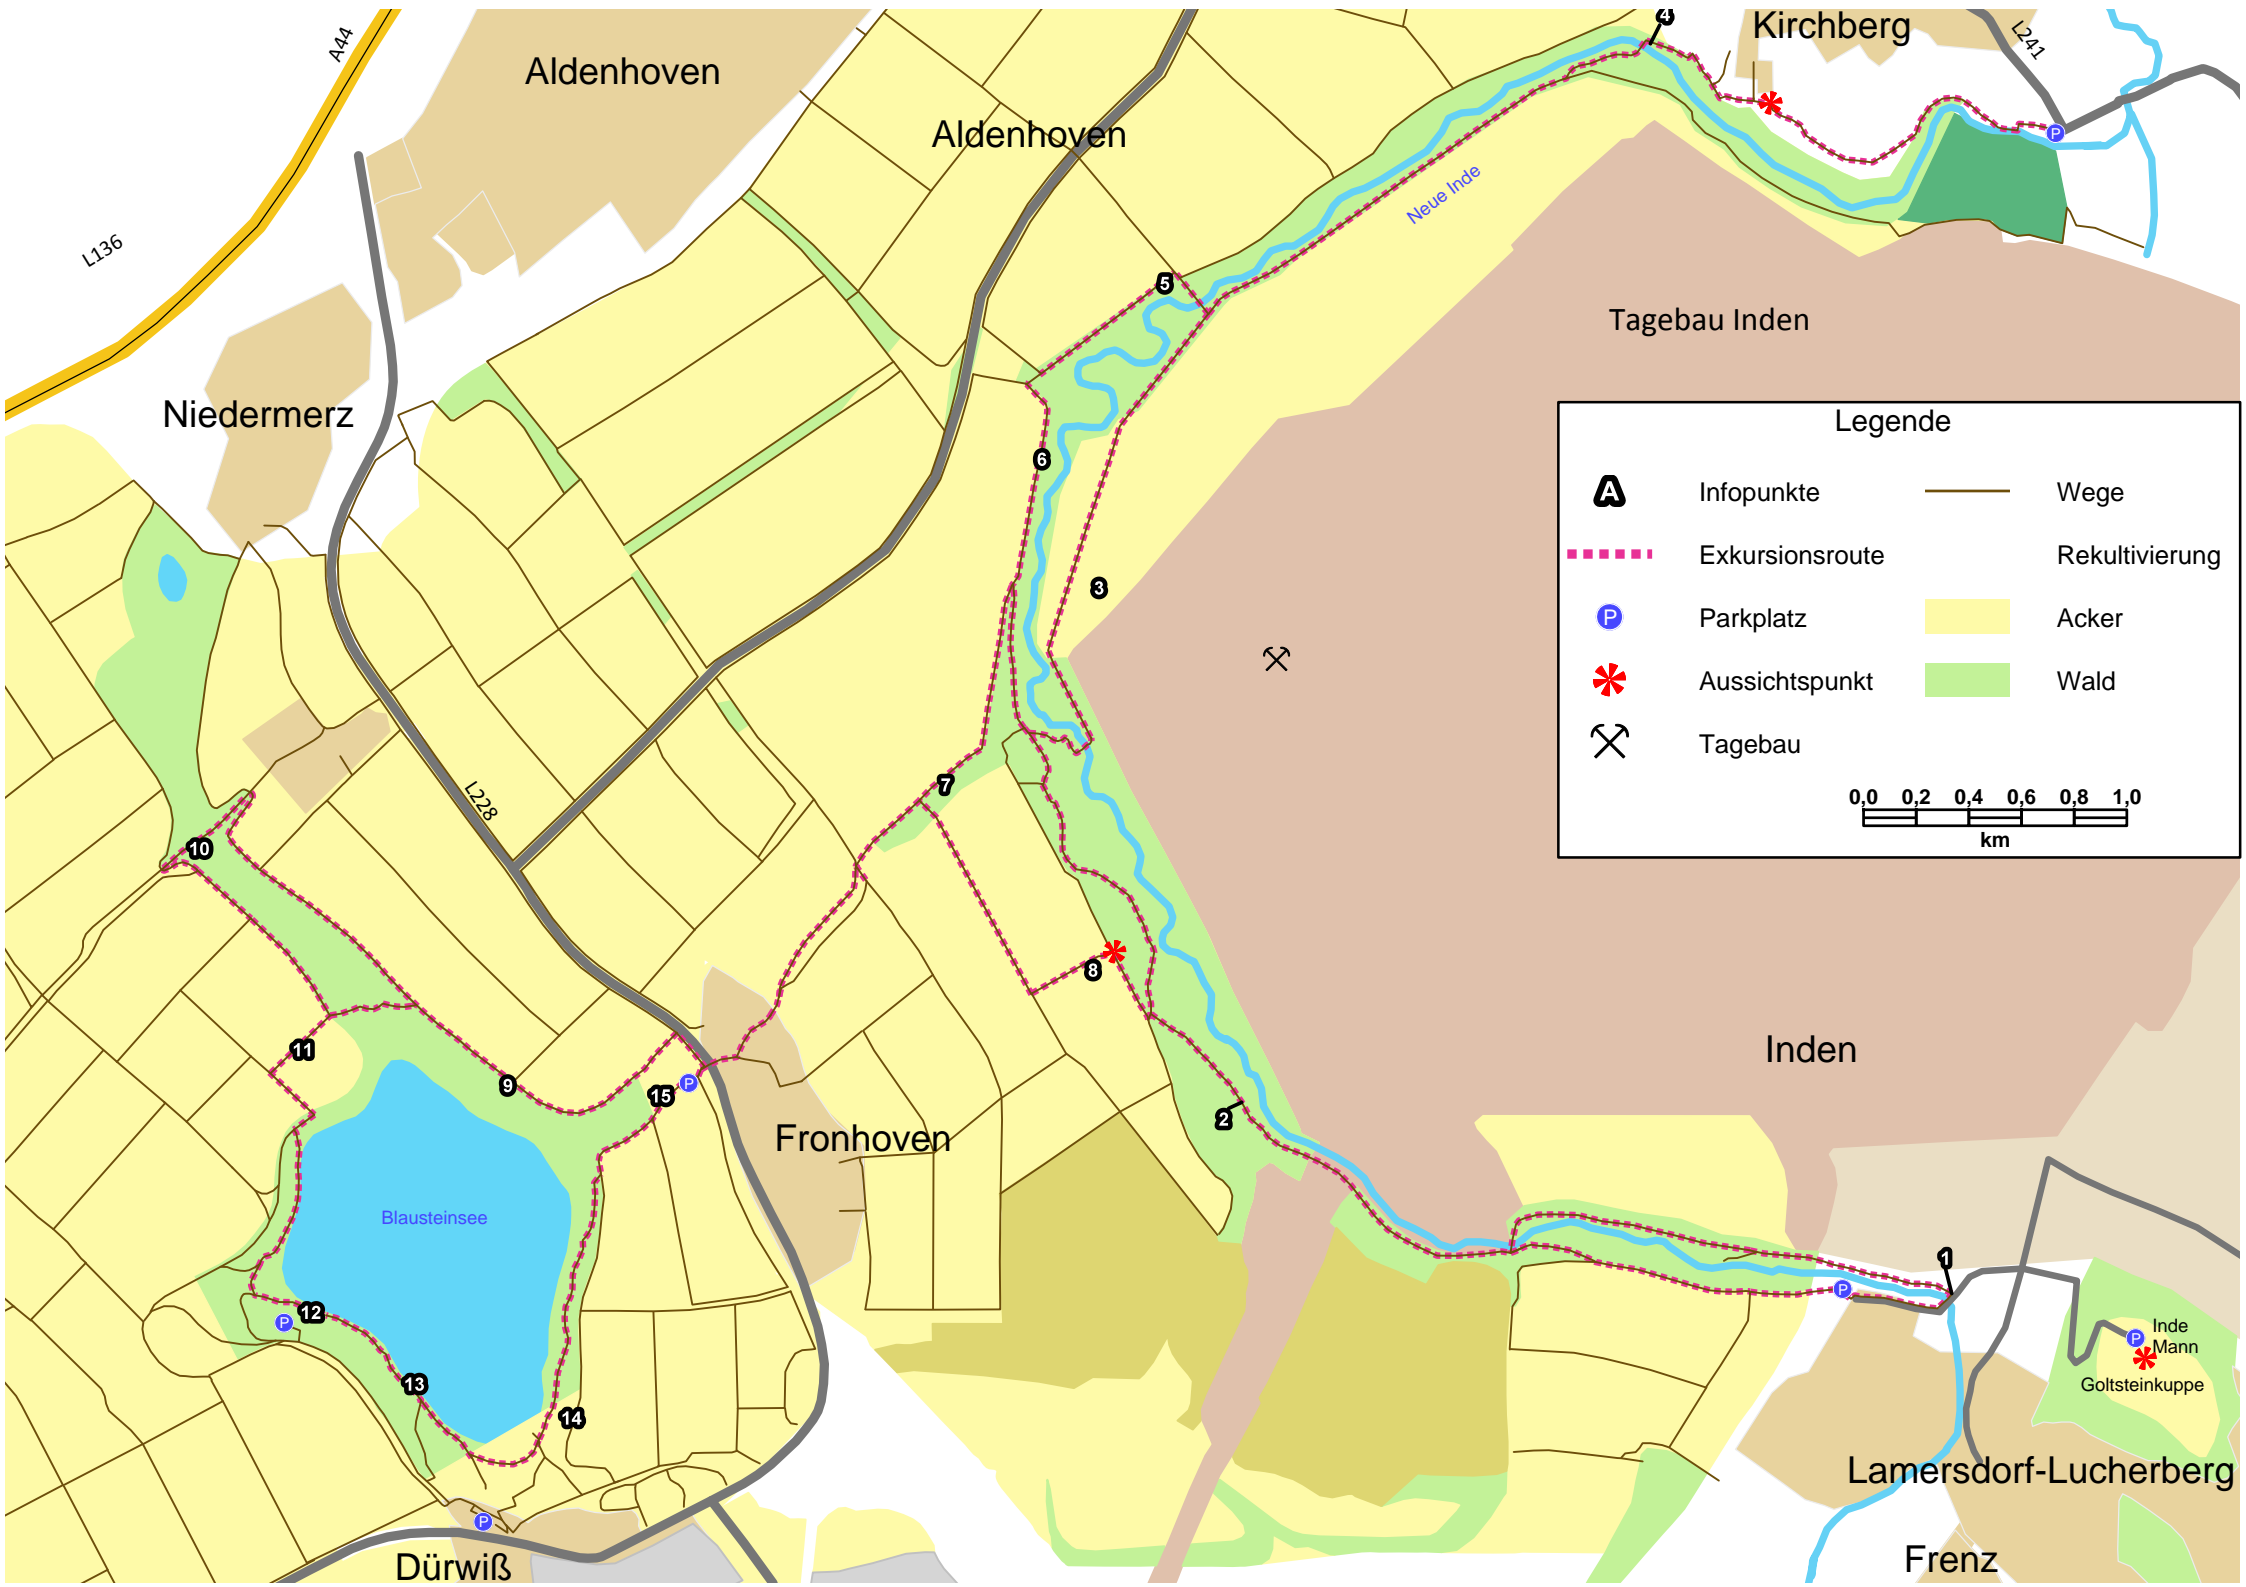 4
Kirchberg
L241
A44
Aldenhoven
Aldenhoven
P
Neue Inde
L136
5
Tagebau Inden
Niedermerz
Legende
A Infopunkte
Wege
Exkursionsroute
Rekultivierung
P Parkplatz
Acker
Aussichtspunkt
Wald
Tagebau
0,0 0,2 0,4 0,6 0,8 1,0
km
6
3
7
L228
10
8
Inden
11
9
15
P
2
Fronhoven
Blausteinsee
1
P
12
P
Inde
Mann
P
Goltsteinkuppe
13
14
Lamersdorf-Lucherberg
P
Dürwiß
Frenz